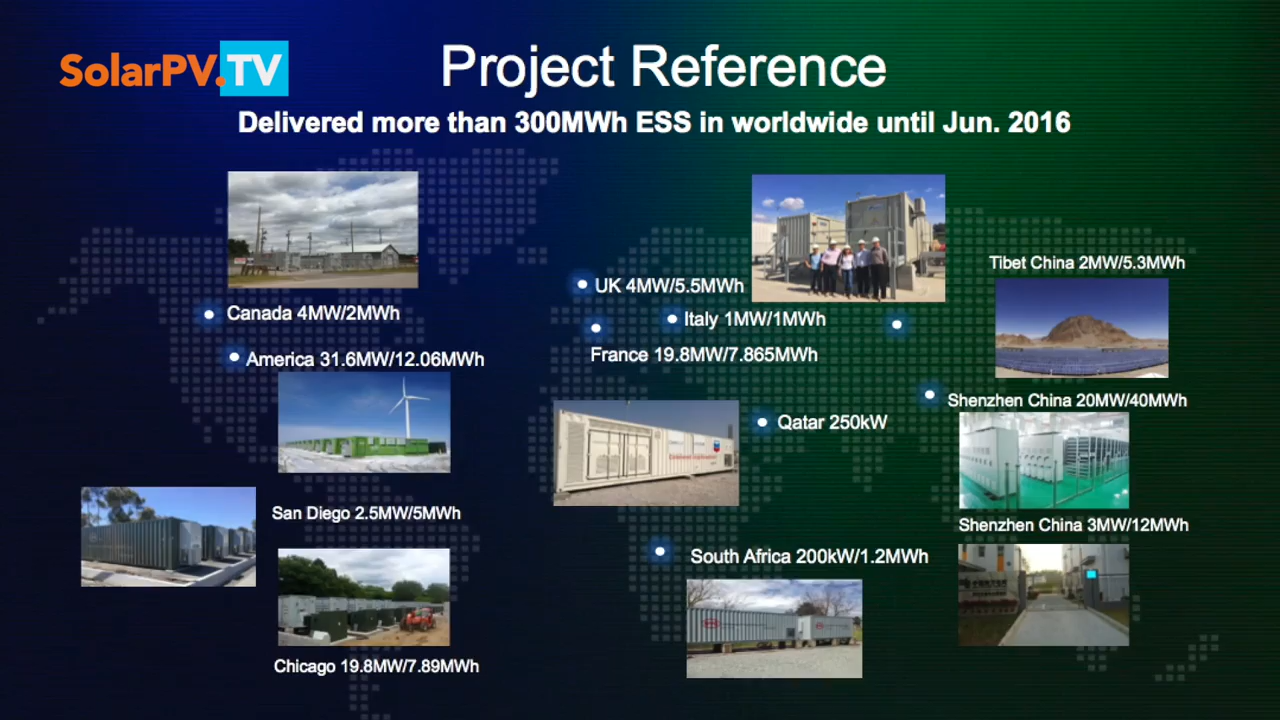 SolarPV.TV
Project Reference
Delivered more than 300MWh ESS in worldwide until Jun. 2016
Tibet China 2MW/5.3MWh
UK 4MW/5.5MWh
Canada 4MW/2MWh
Italy 1MW/1MWh
America 31.6MW/12.06MWh
France 19.8MW/7.865MWh
Shenzhen China 20MW/40MWh
Qatar 250kW
San Diego 2.5MW/5MWh
Shenzhen China 3MW/12MWh
South Africa 200kW/1.2MWh
Chicago 19.8MW/7.89MWh